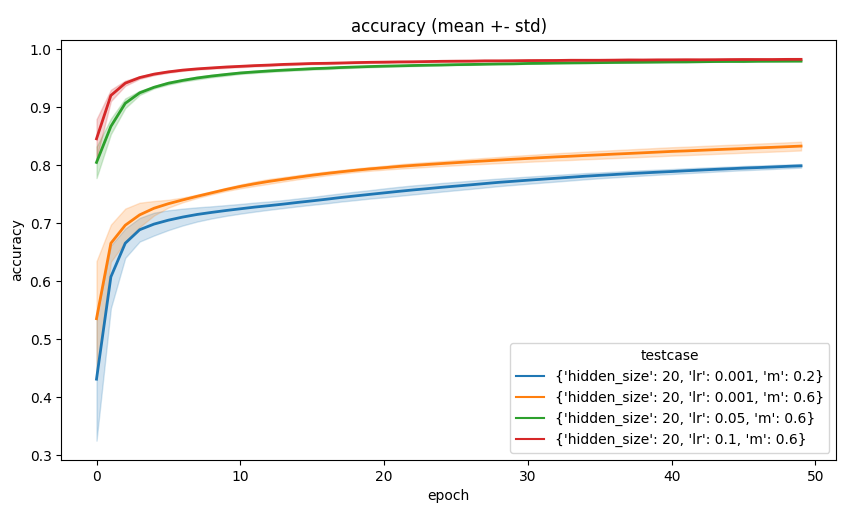 accuracy (mean +- std)
1.0
0.9
0.8
0.7
0.6
0.5
0.4
0.3
accuracy
0
10
20
30
40
50
epoch
testcase
{'hidden_size': 20, 'lr': 0.001, 'm': 0.2}
{'hidden_size': 20, 'lr': 0.001, 'm': 0.6}
{'hidden_size': 20, 'lr': 0.05, 'm': 0.6}
{'hidden_size': 20, 'lr': 0.1, 'm': 0.6}